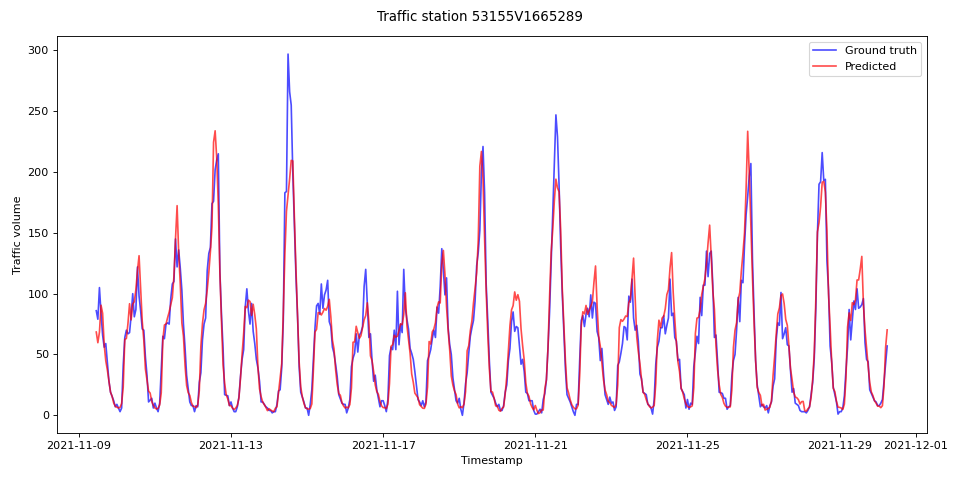 Traffic station 53155V1665289
Ground truth
Predicted
300
250
200
150
100
50
0
Traffic volume
2021-11-09
2021-11-13
2021-11-17
2021-11-21
2021-11-25
2021-11-29
2021-12-01
Timestamp